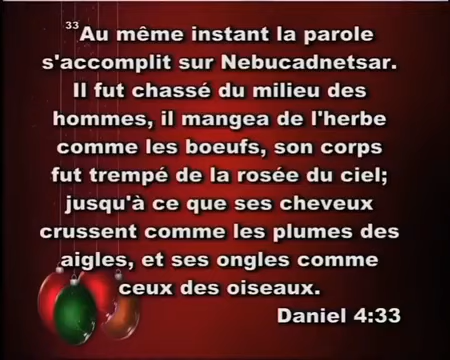 33Au même instant la parole
s'accomplit sur Nebucadnetsar.
Il fut chassé du milieu des
hommes, il mangea de l'herbe
comme les boeufs, son corps
fut trempé de la rosée du ciel;
jusqu'à ce que ses cheveux
crussent comme les plumes des
aigles, et ses ongles comme
ceux des oiseaux.
Daniel 4:33